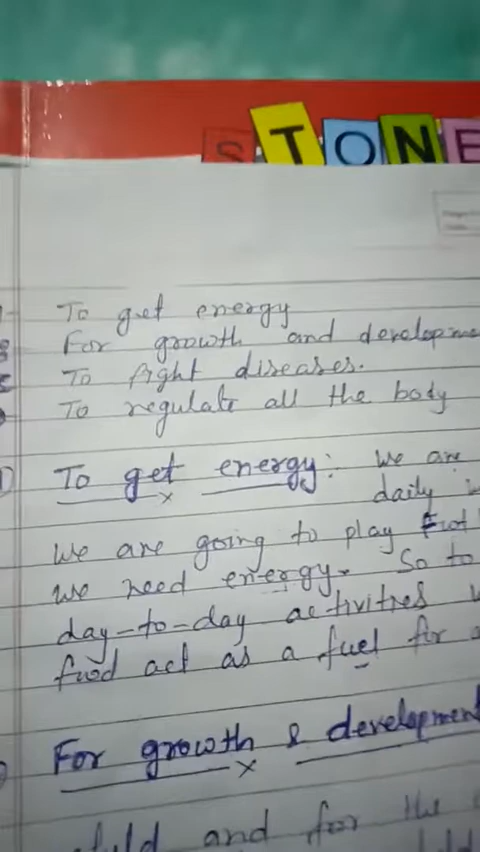 STONE
To get energy
For growth and developme
To fight diseases.
To regulate all the body
To get energy: We are
daily
We are going to play
we need energy. So to
day-to-day activities
food act as a fuel for
For growth & development
and for the